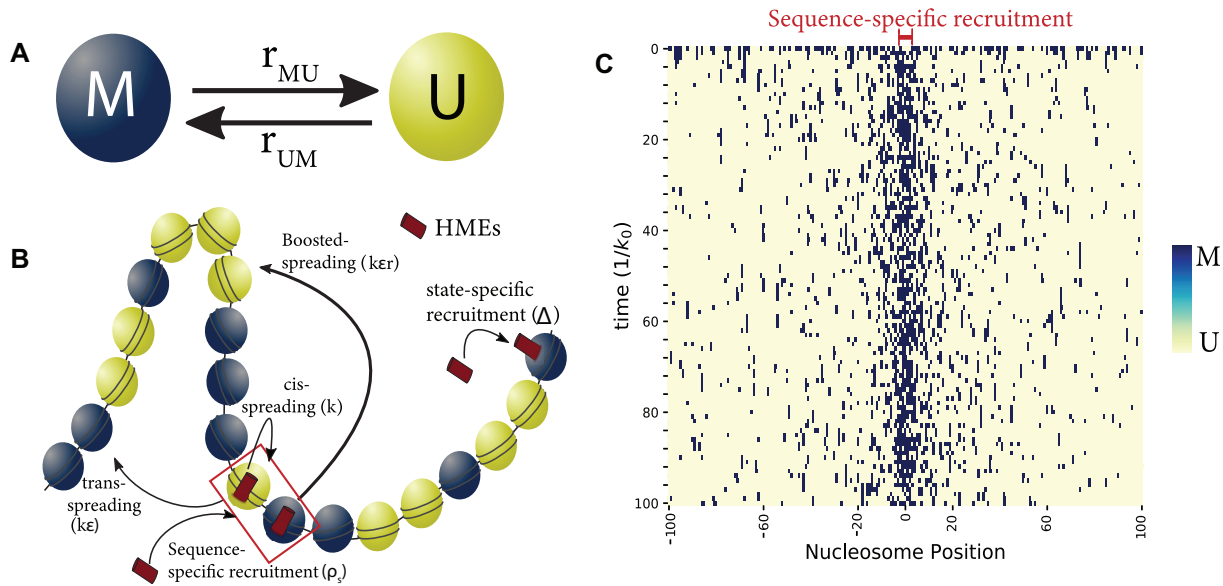 A
M
r_MU
r_UM
U
B
HMEs
Boosted-
spreading (kεr)
state-specific
recruitment (Δ)
cis-
spreading (k)
trans-
spreading
(kε)
Sequence-
specific recruitment (ρ_s)
C
Sequence-specific recruitment
time (1/k_0)
0
20
40
60
80
100
-100
-60
-20
0
20
60
100
Nucleosome Position
M
U